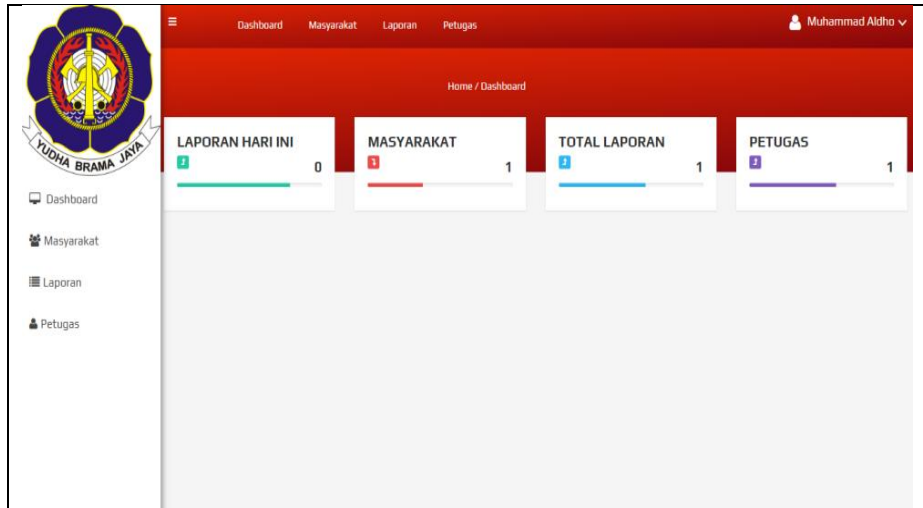 Dashboard Masyarakat Laporan Petugas Muhammad Aldho
Home / Dashboard
YUDHA BRAMA JAYA
LAPORAN HARI INI
0
MASYARAKAT
1
TOTAL LAPORAN
1
PETUGAS
1
Dashboard
Masyarakat
Laporan
Petugas